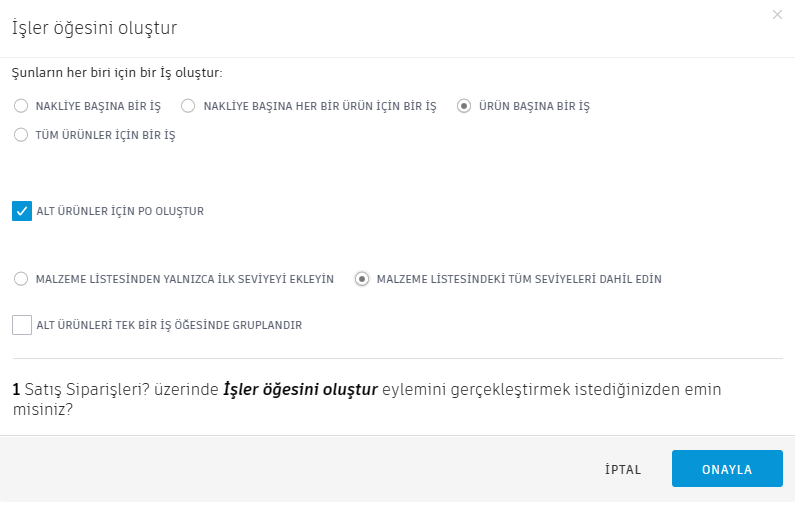 İşler öğesini oluştur
Şunların her biri için bir İş oluştur:
NAKLİYE BAŞINA BİR İŞ NAKLİYE BAŞINA HER BİR ÜRÜN İÇİN BİR İŞ ÜRÜN BAŞINA BİR İŞ
TÜM ÜRÜNLER İÇİN BİR İŞ
ALT ÜRÜNLER İÇİN PO OLUŞTUR
MALZEME LİSTESİNDEN YALNIZCA İLK SEVİYEYİ EKLEYİN MALZEME LİSTESİNDEKİ TÜM SEVİYELERİ DAHİL EDİN
ALT ÜRÜNLERİ TEK BİR İŞ ÖĞESİNDE GRUPLANDIR
1 Satış Siparişleri? üzerinde İşler öğesini oluştur eylemini gerçekleştirmek istediğinizden emin
misiniz?
İPTAL ONAYLA